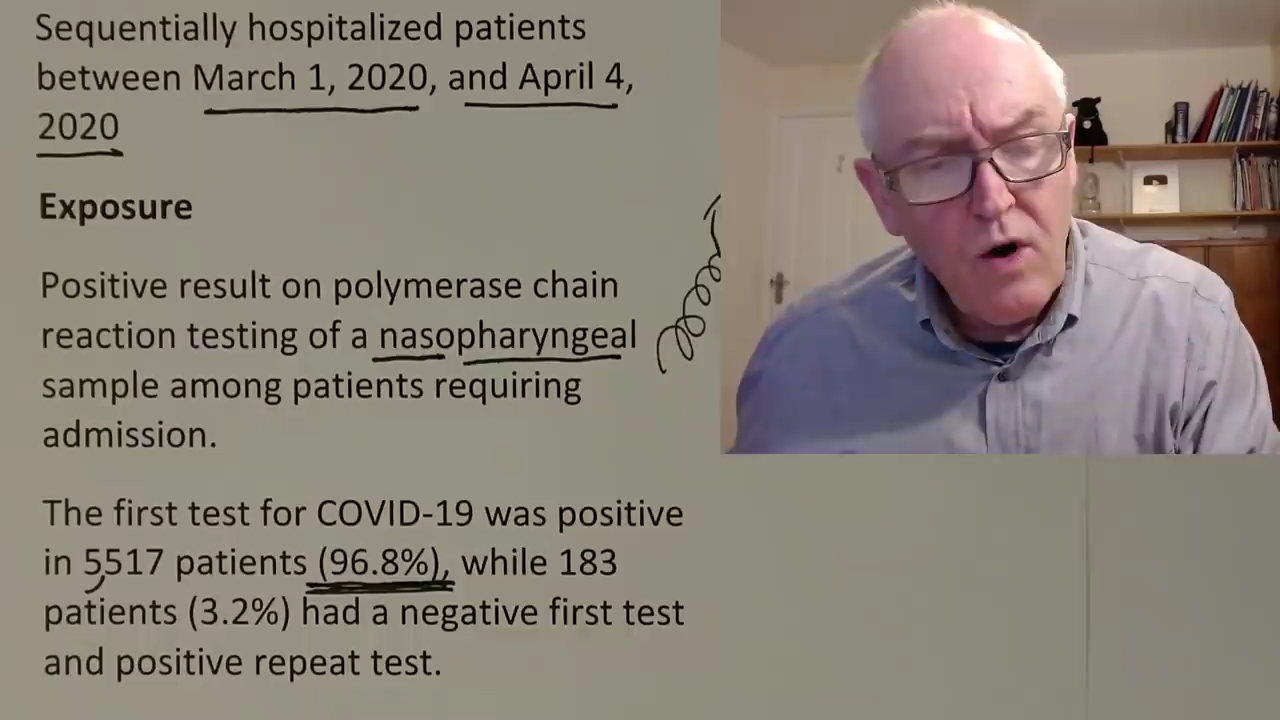 Sequentially hospitalized patients
between March 1, 2020, and April 4,
2020
Exposure
Positive result on polymerase chain
reaction testing of a nasopharyngeal
sample among patients requiring
admission.
The first test for COVID-19 was positive
in 5517 patients (96.8%), while 183
patients (3.2%) had a negative first test
and positive repeat test.